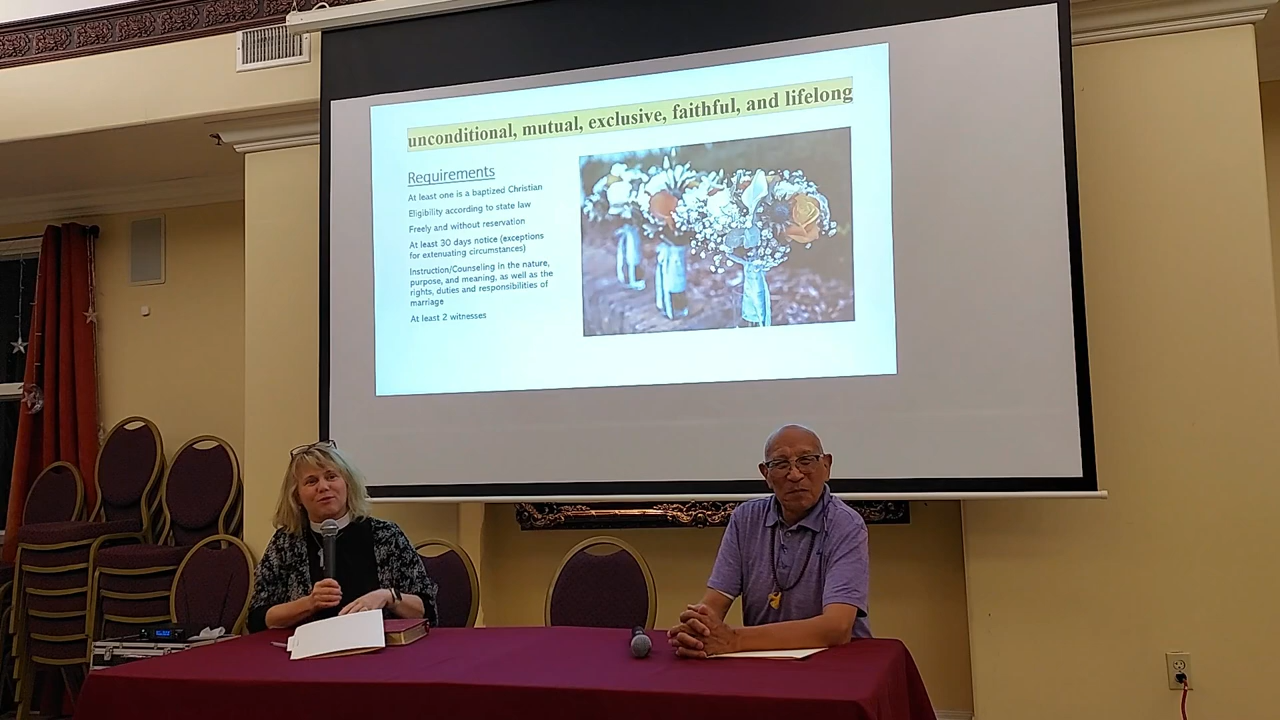 unconditional, mutual, exclusive, faithful, and lifelong
Requirements
At least one is a baptized Christian
Eligibility according to state law
Freely and without reservation
At least 30 days notice (exceptions
for extenuating circumstances)
Instruction/Counseling in the nature,
purpose, and meaning, as well as the
rights, duties and responsibilities of
marriage
At least 2 witnesses